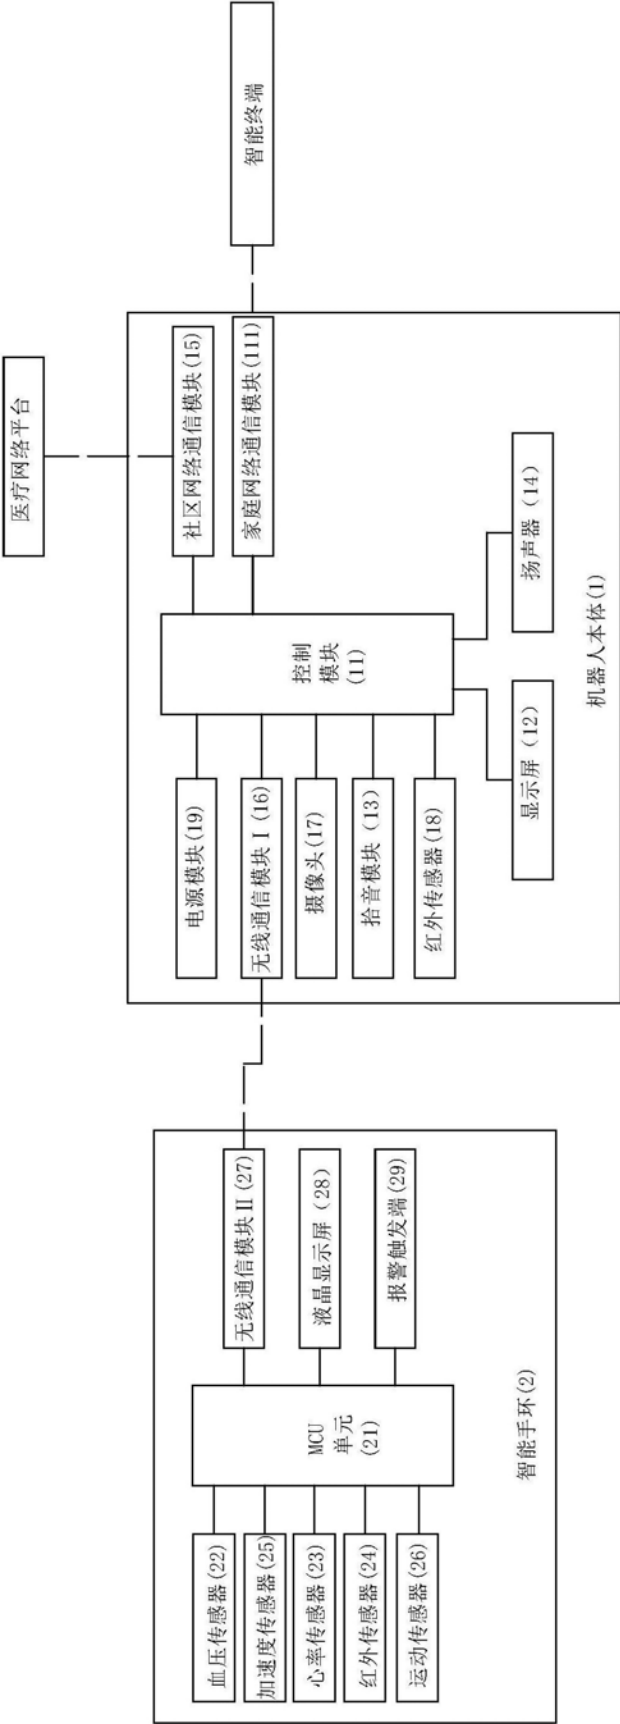 血压传感器(22)
加速度传感器(25)
心率传感器(23)
红外传感器(24)
运动传感器(26)
MCU
单元
(21)
无线通信模块Ⅱ(27)
液晶显示屏(28)
报警触发端(29)
智能手环(2)
电源模块(19)
无线通信模块Ⅰ(16)
摄像头(17)
拾音模块(13)
红外传感器(18)
控制
模块
(11)
显示屏(12)
扬声器(14)
机器人本体(1)
社区网络通信模块(15)
家庭网络通信模块(111)
医疗网络平台
智能终端